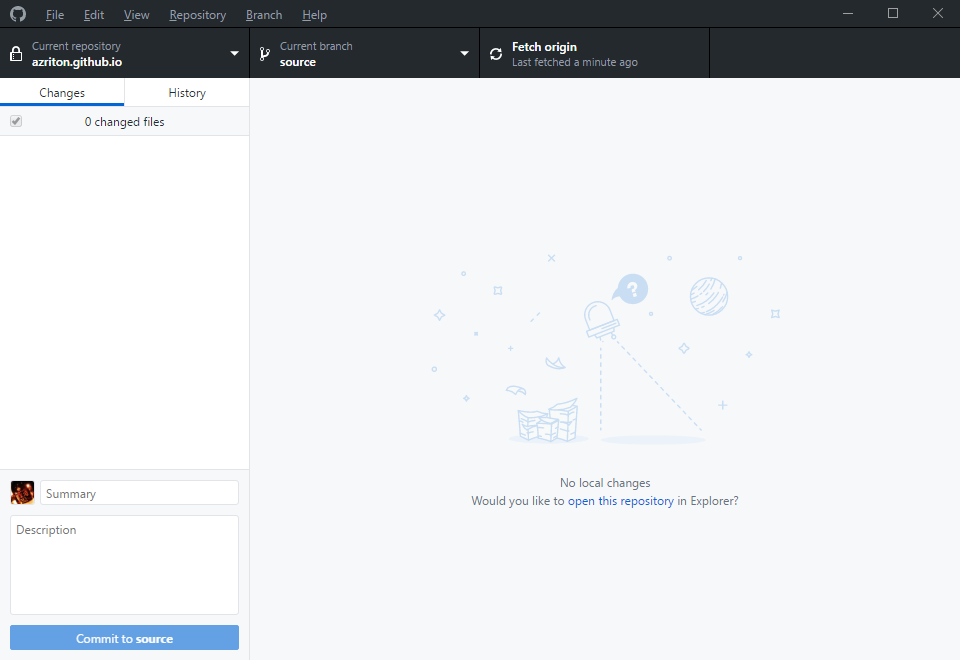 File Edit View Repository Branch Help
Current repository
azriton.github.io
Current branch
source
Fetch origin
Last fetched a minute ago
Changes
History
0 changed files
?
No local changes
Would you like to open this repository in Explorer?
Summary
Description
Commit to source